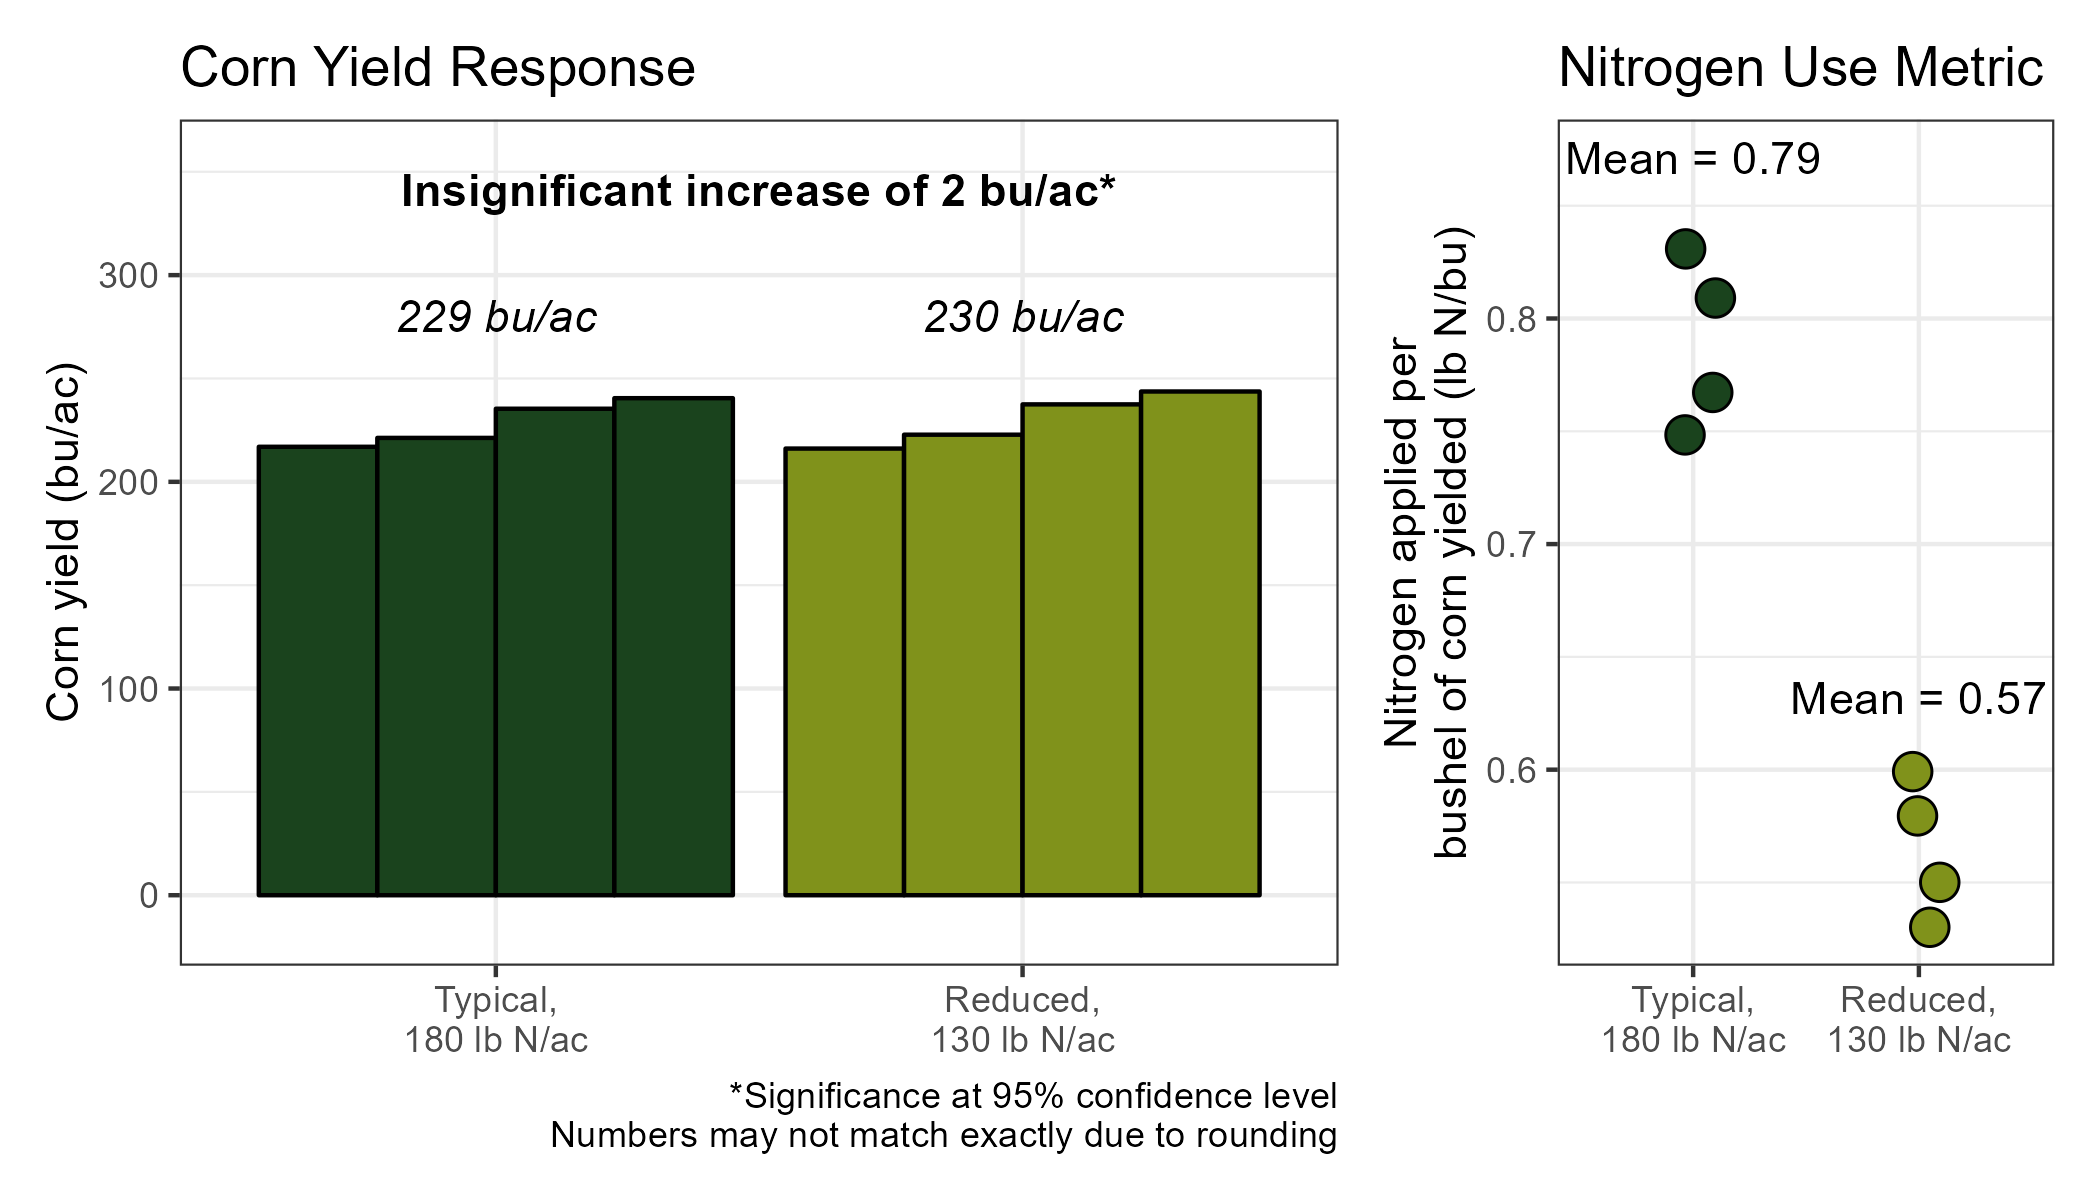 Corn Yield Response
Insignificant increase of 2 bu/ac*
229 bu/ac
230 bu/ac
Corn yield (bu/ac)
300
200
100
0
Typical,
180 lb N/ac
Reduced,
130 lb N/ac
*Significance at 95% confidence level
Numbers may not match exactly due to rounding
Nitrogen Use Metric
Mean = 0.79
Mean = 0.57
Nitrogen applied per
bushel of corn yielded (lb N/bu)
0.8
0.7
0.6
Typical,
180 lb N/ac
Reduced,
130 lb N/ac